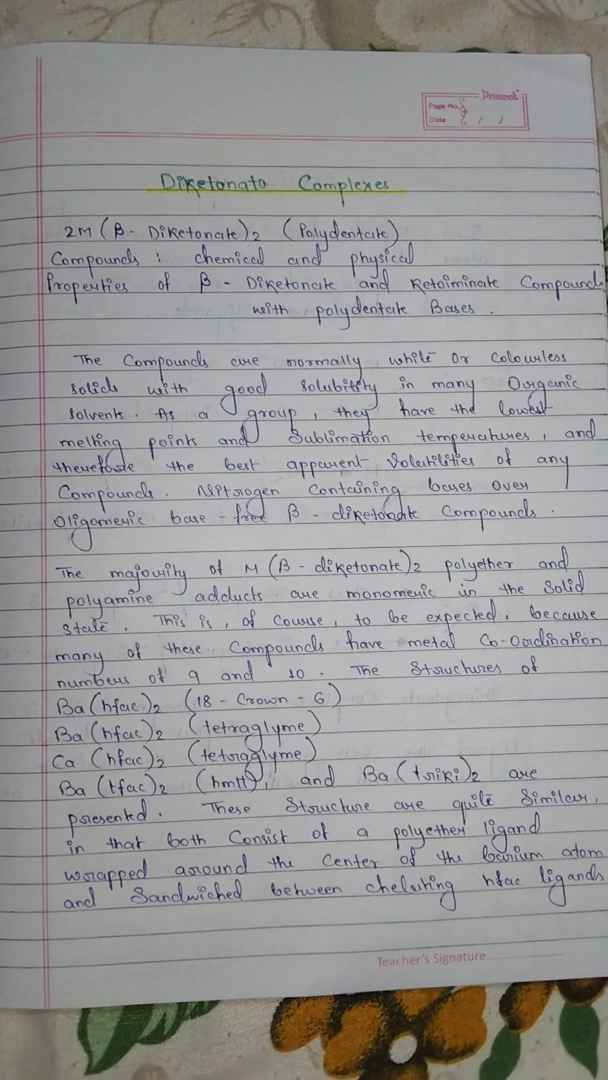 Page No.
Date / /
Diketonato Complexes
2M (β - Diketonate)2 (Polydentate)
Compounds : chemical and physical
Properties of β - Diketonate and Ketoiminate Compounds
with polydentate Bases .
The Compounds are normally white or colourless
solids with good solubility in many Organic
solvents . As a group , they have the lowest
melting points and Sublimation temperatures , and
therefore the best apparent Volatilities of any
Compounds . Nitrogen Containing bases over
Oligomeric base - free β - diketonate Compounds .
The majority of M (β - diketonate)2 polyether and
polyamine adducts are monomeric in the Solid
State . This is , of Course , to be expected , because
many of these Compounds have metal Co-Ordination
numbers of 9 and 10 . The Structures of
Ba (hfac)2 (18 - Crown - 6)
Ba (hfac)2 (tetraglyme)
Ca (hfac)2 (tetraglyme)
Ba (tfac)2 and Ba (triki)2 are
presented . These Structure are quite Similar,
in that both Consist of a polyether ligand
wrapped around the Center of the barium atom
and Sandwiched between chelating hfac ligands
Teacher's Signature........................